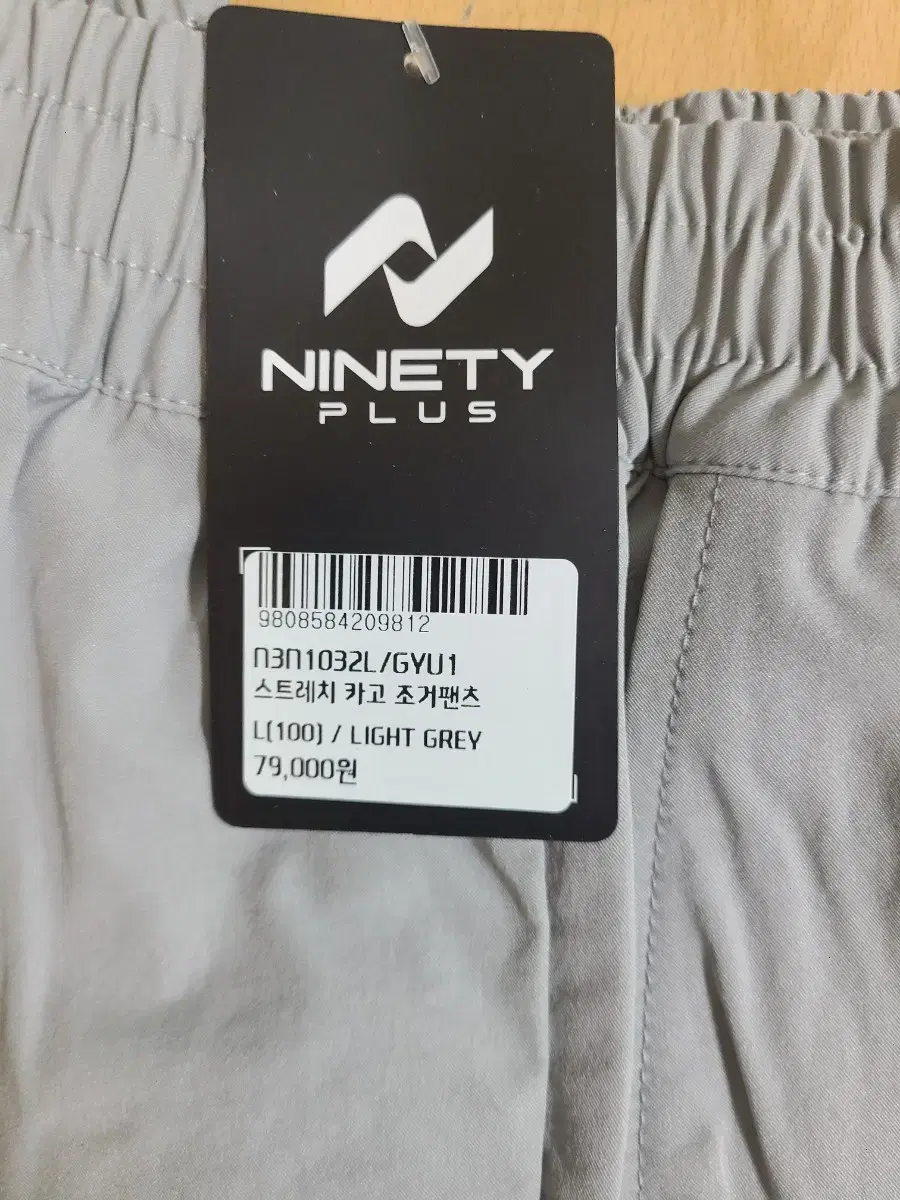 NINETY
PLUS
9808584209812
N3N1032L/GYU1
스트레치 카고 조거팬츠
L(100) / LIGHT GREY
79,000원